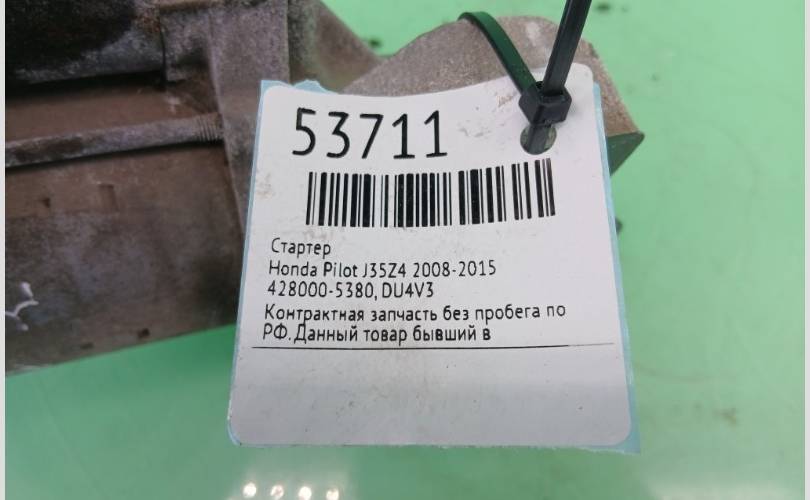 53711
Стартер
Honda Pilot J35Z4 2008-2015
428000-5380, DU4V3
Контрактная запчасть без пробега по
РФ. Данный товар бывший в